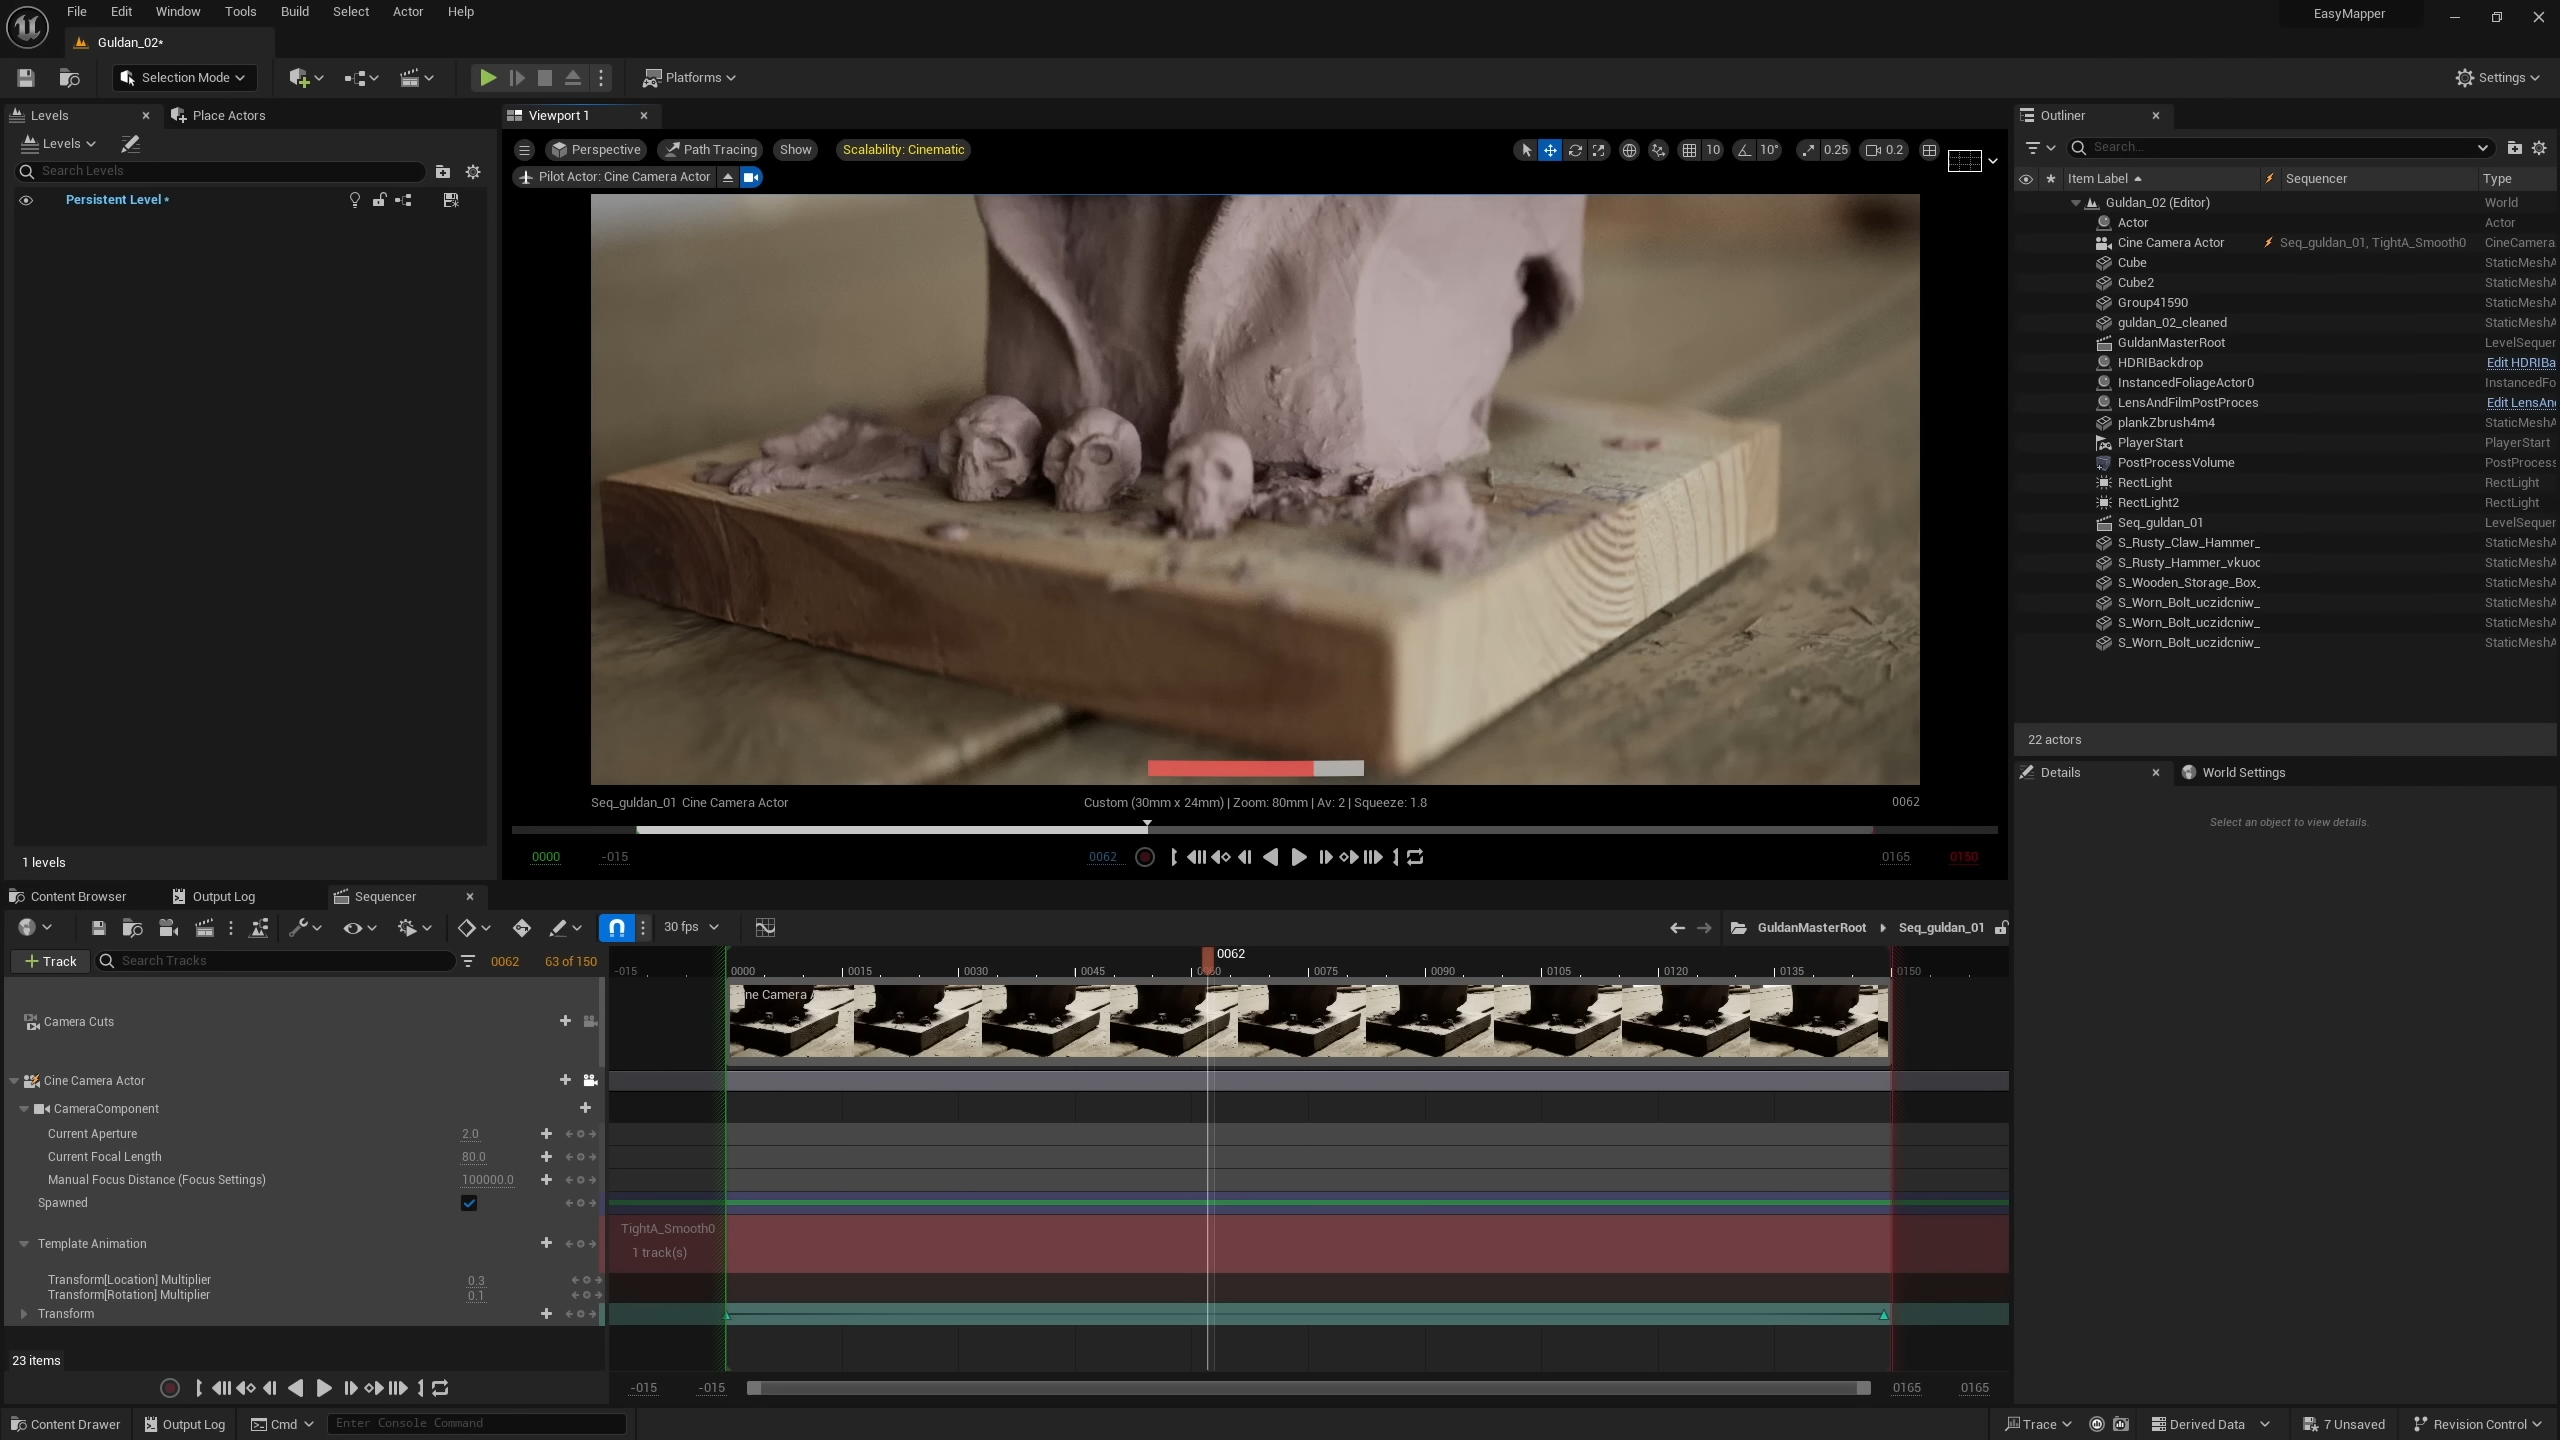 File Edit Window Tools Build Select Actor Help
EasyMapper
Guldan_02*
Selection Mode
Platforms
Settings
Levels
Place Actors
Levels
Search Levels
Persistent Level *
1 levels
Viewport 1
Perspective
Path Tracing
Show
Scalability: Cinematic
10
10°
0.25
0.2
Pilot Actor: Cine Camera Actor
Seq_guldan_01 Cine Camera Actor
Custom (30mm x 24mm) | Zoom: 80mm | Av: 2 | Squeeze: 1.8
0062
0000
-015
0062
0165
0150
Outliner
Search...
Item Label
Sequencer
Type
Guldan_02 (Editor) World
Actor Actor
Cine Camera Actor Seq_guldan_01, TightA_Smooth0 CineCamera
Cube StaticMeshA
Cube2 StaticMeshA
Group41590 StaticMeshA
guldan_02_cleaned StaticMeshA
GuldanMasterRoot LevelSequen
HDRIBackdrop Edit HDRIBa
InstancedFoliageActor0 InstancedFo
LensAndFilmPostProces Edit LensAn
plankZbrush4m4 StaticMeshA
PlayerStart PlayerStart
PostProcessVolume PostProcess
RectLight RectLight
RectLight2 RectLight
Seq_guldan_01 LevelSequen
S_Rusty_Claw_Hammer_ StaticMeshA
S_Rusty_Hammer_vkuoc StaticMeshA
S_Wooden_Storage_Box_ StaticMeshA
S_Worn_Bolt_uczidcniw_ StaticMeshA
S_Worn_Bolt_uczidcniw_ StaticMeshA
S_Worn_Bolt_uczidcniw_ StaticMeshA
22 actors
Details
World Settings
Select an object to view details.
Content Browser
Output Log
Sequencer
30 fps
GuldanMasterRoot
Seq_guldan_01
Track
Search Tracks
0062
63 of 150
0062
-015 0000 0015 0030 0045 0060 0075 0090 0105 0120 0135 0150
Camera Cuts
Cine Camera Actor
CameraComponent
Current Aperture 2.0
Current Focal Length 80.0
Manual Focus Distance (Focus Settings) 100000.0
Spawned
TightA_Smooth0
Template Animation
1 track(s)
Transform[Location] Multiplier 0.3
Transform[Rotation] Multiplier 0.1
Transform
23 items
-015 -015 0165 0165
Content Drawer
Output Log
Cmd
Enter Console Command
Trace
Derived Data
7 Unsaved
Revision Control